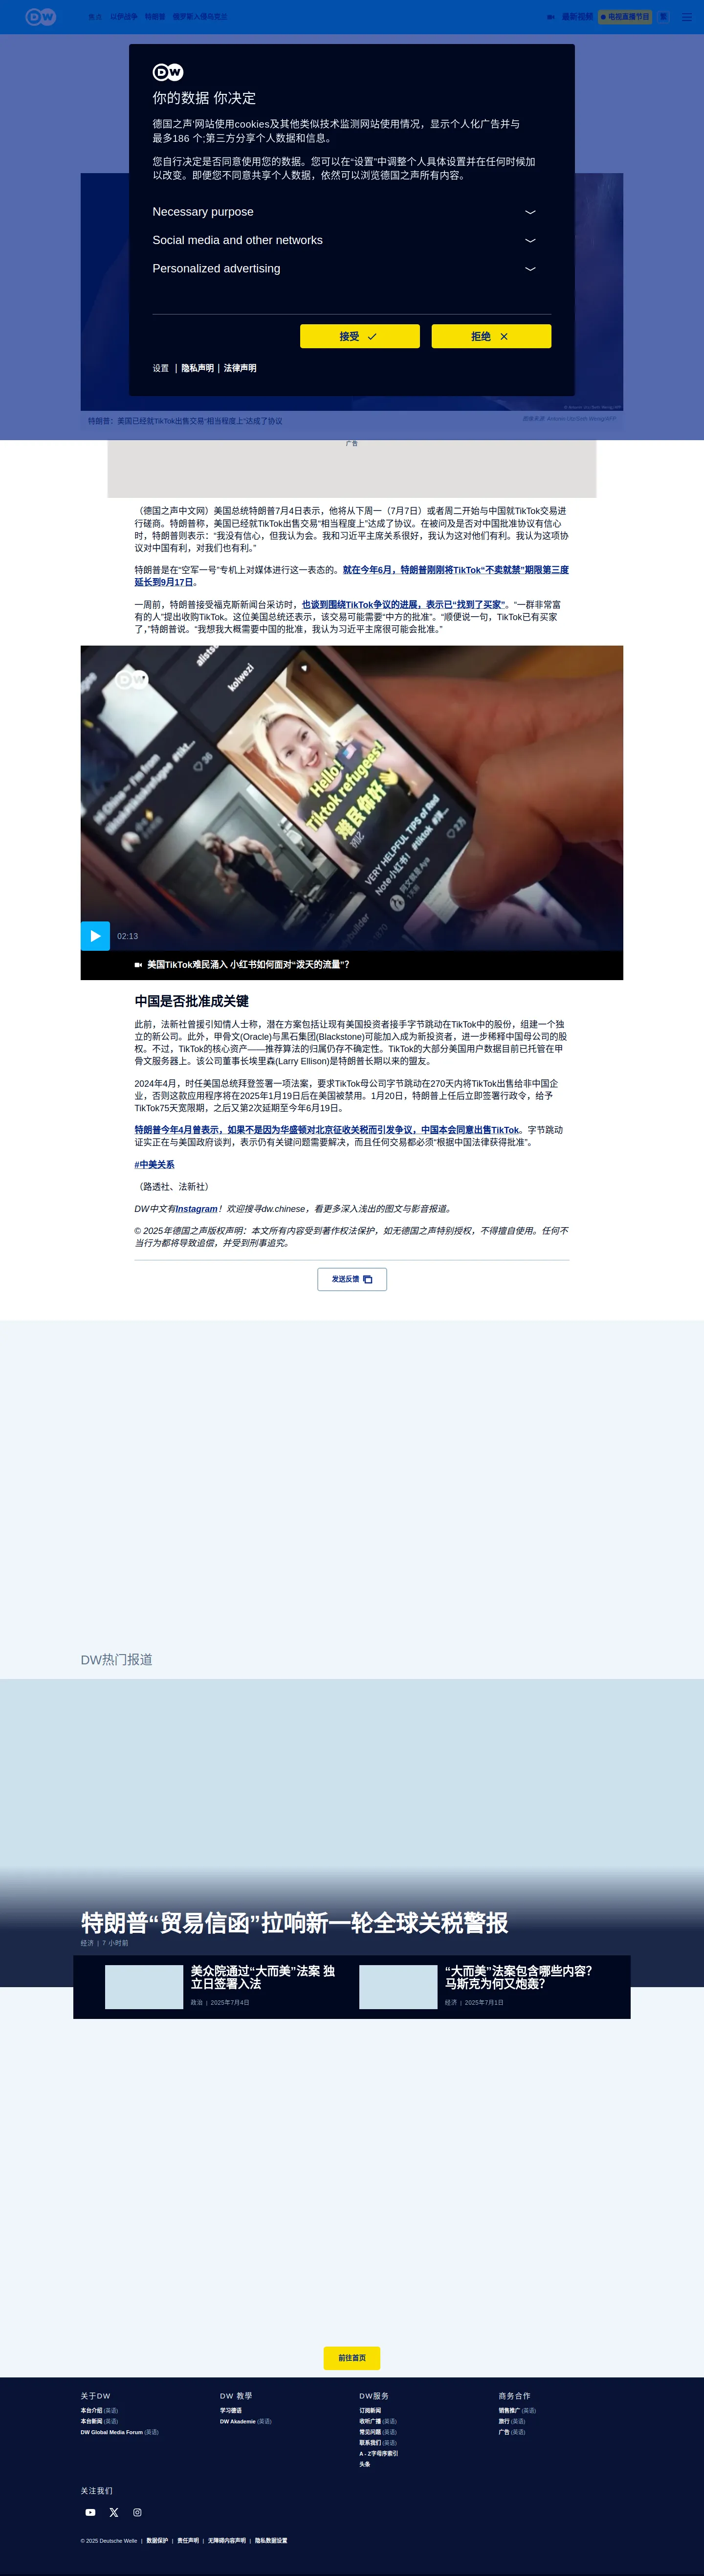 DW
焦点
以伊战争
特朗普
俄罗斯入侵乌克兰
最新视频
电视直播节目
繁
DW
你的数据 你决定
德国之声'网站使用cookies及其他类似技术监测网站使用情况，显示个人化广告并与
最多186 个;第三方分享个人数据和信息。
您自行决定是否同意使用您的数据。您可以在“设置”中调整个人具体设置并在任何时候加
以改变。即便您不同意共享个人数据，依然可以浏览德国之声所有内容。
Necessary purpose
Social media and other networks
Personalized advertising
接受
拒绝
设置 | 隐私声明 | 法律声明
特朗普：美国已经就TikTok出售交易“相当程度上”达成了协议
广告
（德国之声中文网）美国总统特朗普7月4日表示，他将从下周一（7月7日）或者周二开始与中国就TikTok交易进
行磋商。特朗普称，美国已经就TikTok出售交易“相当程度上”达成了协议。在被问及是否对中国批准协议有信心
时，特朗普则表示：“我没有信心，但我认为会。我和习近平主席关系很好，我认为这对他们有利。我认为这项协
议对中国有利，对我们也有利。”
特朗普是在“空军一号”专机上对媒体进行这一表态的。就在今年6月，特朗普刚刚将TikTok“不卖就禁”期限第三度
延长到9月17日。
一周前，特朗普接受福克斯新闻台采访时，也谈到围绕TikTok争议的进展，表示已“找到了买家”。“一群非常富
有的人”提出收购TikTok。这位美国总统还表示，该交易可能需要“中方的批准”。“顺便说一句，TikTok已有买家
了，”特朗普说。“我想我大概需要中国的批准，我认为习近平主席很可能会批准。”
DW
kolwezi
Hello!
Tiktok refugees!
难民你好
VERY HELPFUL TIPS of Red
Note小红书！
02:13
美国TikTok难民涌入 小红书如何面对“泼天的流量”？
中国是否批准成关键
此前，法新社曾援引知情人士称，潜在方案包括让现有美国投资者接手字节跳动在TikTok中的股份，组建一个独
立的新公司。此外，甲骨文(Oracle)与黑石集团(Blackstone)可能加入成为新投资者，进一步稀释中国母公司的股
权。不过，TikTok的核心资产——推荐算法的归属仍存不确定性。TikTok的大部分美国用户数据目前已托管在甲
骨文服务器上。该公司董事长埃里森(Larry Ellison)是特朗普长期以来的盟友。
2024年4月，时任美国总统拜登签署一项法案，要求TikTok母公司字节跳动在270天内将TikTok出售给非中国企
业，否则这款应用程序将在2025年1月19日后在美国被禁用。1月20日，特朗普上任后立即签署行政令，给予
TikTok75天宽限期，之后又第2次延期至今年6月19日。
特朗普今年4月曾表示，如果不是因为华盛顿对北京征收关税而引发争议，中国本会同意出售TikTok。字节跳动
证实正在与美国政府谈判，表示仍有关键问题需要解决，而且任何交易都必须“根据中国法律获得批准”。
#中美关系
（路透社、法新社）
DW中文有Instagram！欢迎搜寻dw.chinese，看更多深入浅出的图文与影音报道。
© 2025年德国之声版权声明：本文所有内容受到著作权法保护，如无德国之声特别授权，不得擅自使用。任何不
当行为都将导致追偿，并受到刑事追究。
发送反馈
DW热门报道
特朗普“贸易信函”拉响新一轮全球关税警报
经济 | 7 小时前
美众院通过“大而美”法案 独
立日签署入法
政治 | 2025年7月4日
“大而美”法案包含哪些内容？
马斯克为何又炮轰？
经济 | 2025年7月1日
前往首页
关于DW
本台介绍 (英语)
本台新闻 (英语)
DW Global Media Forum (英语)
DW 教學
学习德语
DW Akademie (英语)
DW服务
订阅新闻
收听广播 (英语)
常见问题 (英语)
联系我们 (英语)
A - Z字母序索引
头条
商务合作
销售推广 (英语)
旅行 (英语)
广告 (英语)
关注我们
© 2025 Deutsche Welle | 数据保护 | 责任声明 | 无障碍内容声明 | 隐私数据设置